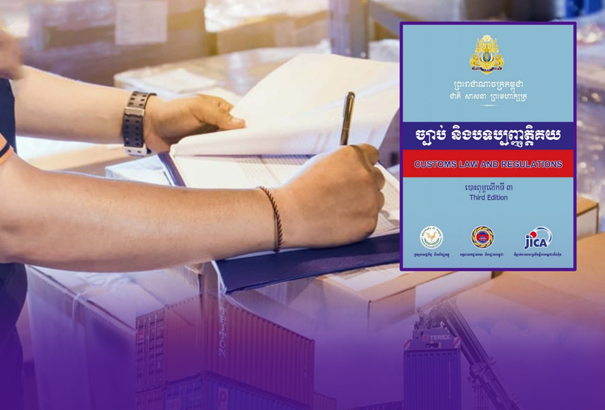 ព្រះរាជាណាចក្រកម្ពុជា
ជាតិ សាសនា ព្រះមហាក្សត្រ
ច្បាប់ និងបទប្បញ្ញត្តិគយ
CUSTOMS LAW AND REGULATIONS
បោះពុម្ពលើកទី ៣
Third Edition
JICA
TEREX